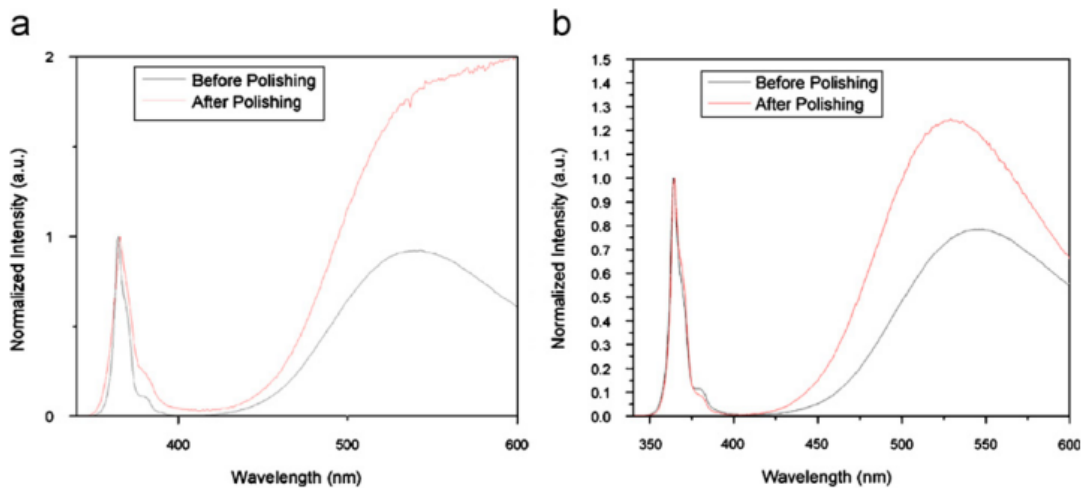 a
2
1
0
400
500
600
Normalized Intensity (a.u.)
Wavelength (nm)
Before Polishing
After Polishing
b
1.5
1.4
1.3
1.2
1.1
1.0
0.9
0.8
0.7
0.6
0.5
0.4
0.3
0.2
0.1
0.0
350
400
450
500
550
600
Normalized Intensity (a.u.)
Wavelength (nm)
Before Polishing
After Polishing